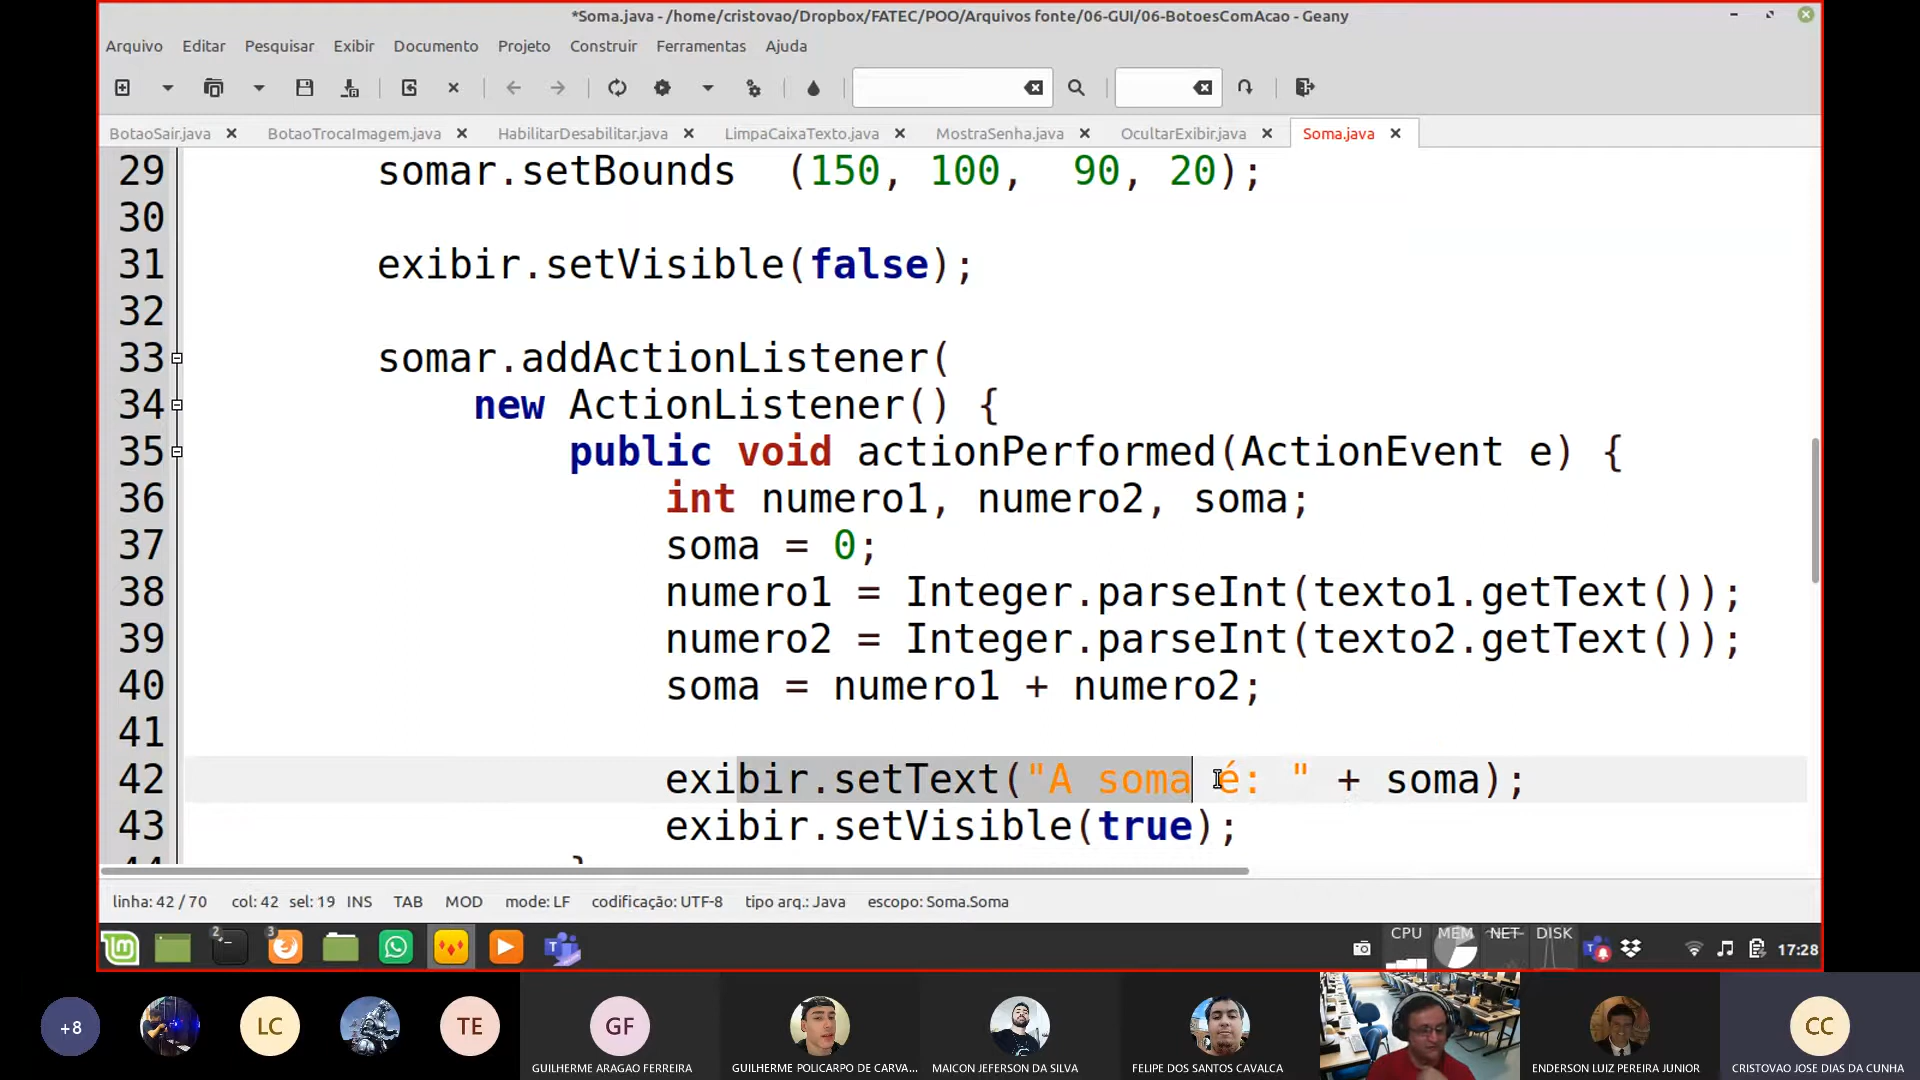 *Soma.java - /home/cristovao/Dropbox/FATEC/POO/Arquivos fonte/06-GUI/06-BotoesComAcao - Geany
Arquivo Editar Pesquisar Exibir Documento Projeto Construir Ferramentas Ajuda
BotaoSair.java BotaoTrocaImagem.java HabilitarDesabilitar.java LimpaCaixaTexto.java MostraSenha.java OcultarExibir.java Soma.java
29 somar.setBounds (150, 100, 90, 20);
30
31 exibir.setVisible(false);
32
33 somar.addActionListener(
34 new ActionListener() {
35 public void actionPerformed(ActionEvent e) {
36 int numero1, numero2, soma;
37 soma = 0;
38 numero1 = Integer.parseInt(texto1.getText());
39 numero2 = Integer.parseInt(texto2.getText());
40 soma = numero1 + numero2;
41
42 exibir.setText("A soma é: " + soma);
43 exibir.setVisible(true);
44 }
linha: 42 / 70 col: 42 sel: 19 INS TAB MOD mode: LF codificação: UTF-8 tipo arq.: Java escopo: Soma.Soma
2 3 CPU MEM NET DISK 17:28
+8 LC TE GF CC
GUILHERME ARAGAO FERREIRA GUILHERME POLICARPO DE CARVA... MAICON JEFERSON DA SILVA FELIPE DOS SANTOS CAVALCA ENDERSON LUIZ PEREIRA JUNIOR CRISTOVAO JOSE DIAS DA CUNHA